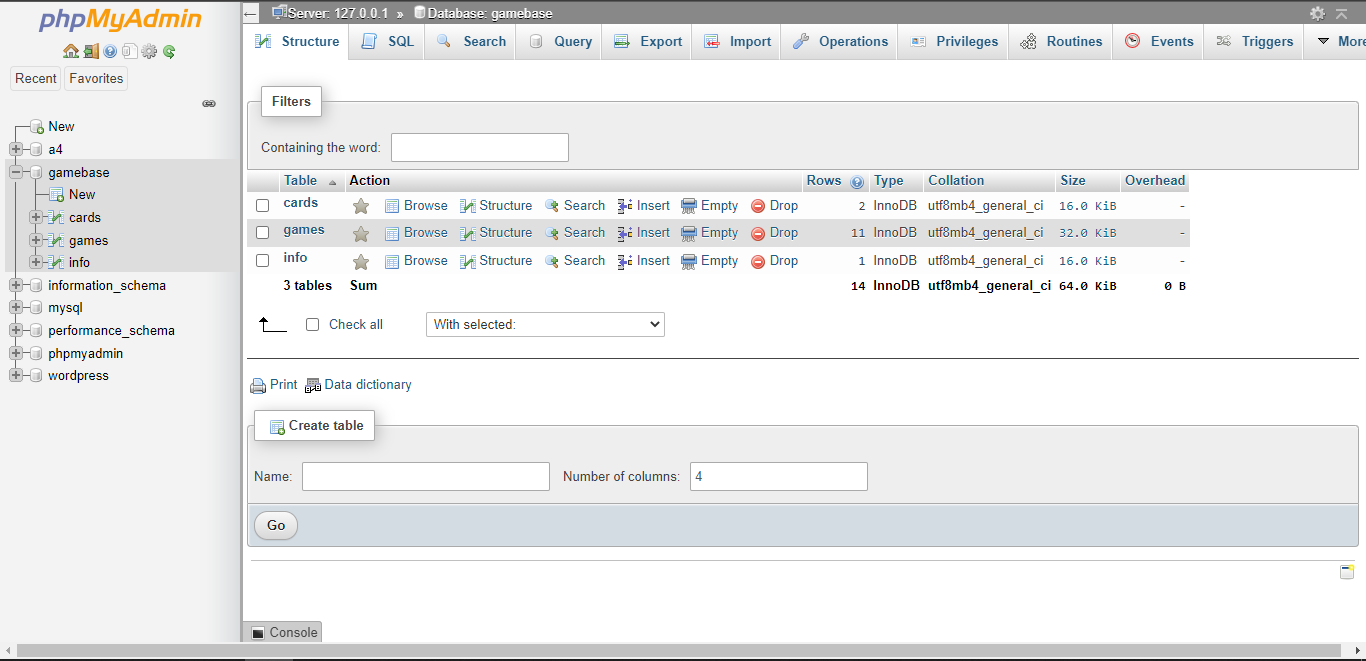 phpMyAdmin
Recent Favorites
New
a4
gamebase
New
cards
games
info
information_schema
mysql
performance_schema
phpmyadmin
wordpress
Server: 127.0.0.1 » Database: gamebase
Structure SQL Search Query Export Import Operations Privileges Routines Events Triggers More
Filters
Containing the word:
Table Action Rows Type Collation Size Overhead
cards Browse Structure Search Insert Empty Drop 2 InnoDB utf8mb4_general_ci 16.0 KiB -
games Browse Structure Search Insert Empty Drop 11 InnoDB utf8mb4_general_ci 32.0 KiB -
info Browse Structure Search Insert Empty Drop 1 InnoDB utf8mb4_general_ci 16.0 KiB -
3 tables Sum 14 InnoDB utf8mb4_general_ci 64.0 KiB 0 B
Check all With selected:
Print Data dictionary
Create table
Name: Number of columns: 4
Go
Console